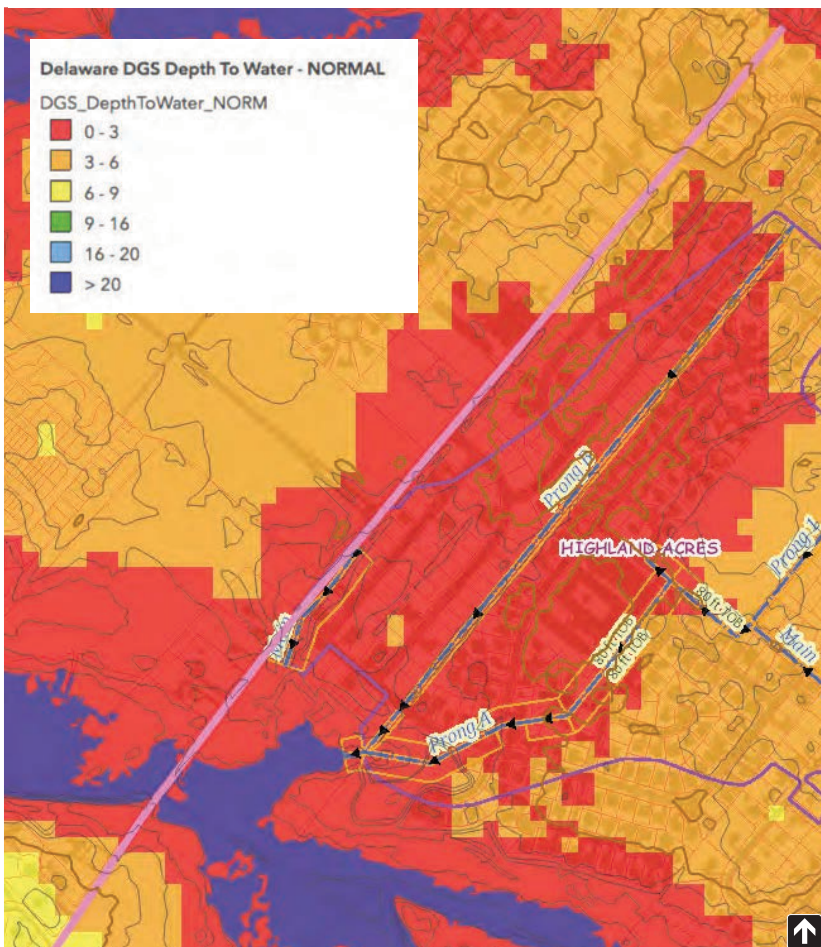 Delaware DGS Depth To Water - NORMAL
DGS_DepthToWater_NORM
0 - 3
3 - 6
6 - 9
9 - 16
16 - 20
> 20
Prong B
HIGHLAND ACRES
Prong 1
80 ft. TOB
80 ft. TOB
80 ft. TOB
Main
Prong A